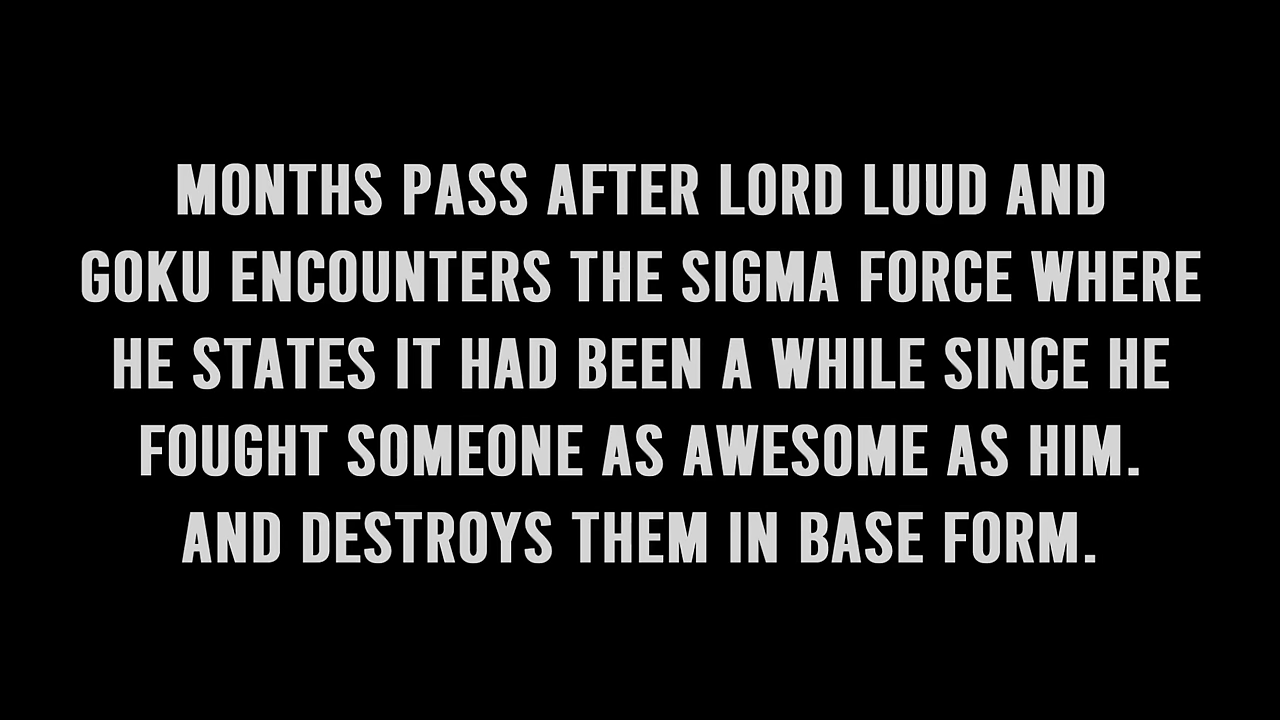 MONTHS PASS AFTER LORD LUUD AND
GOKU ENCOUNTERS THE SIGMA FORCE WHERE
HE STATES IT HAD BEEN A WHILE SINCE HE
FOUGHT SOMEONE AS AWESOME AS HIM.
AND DESTROYS THEM IN BASE FORM.